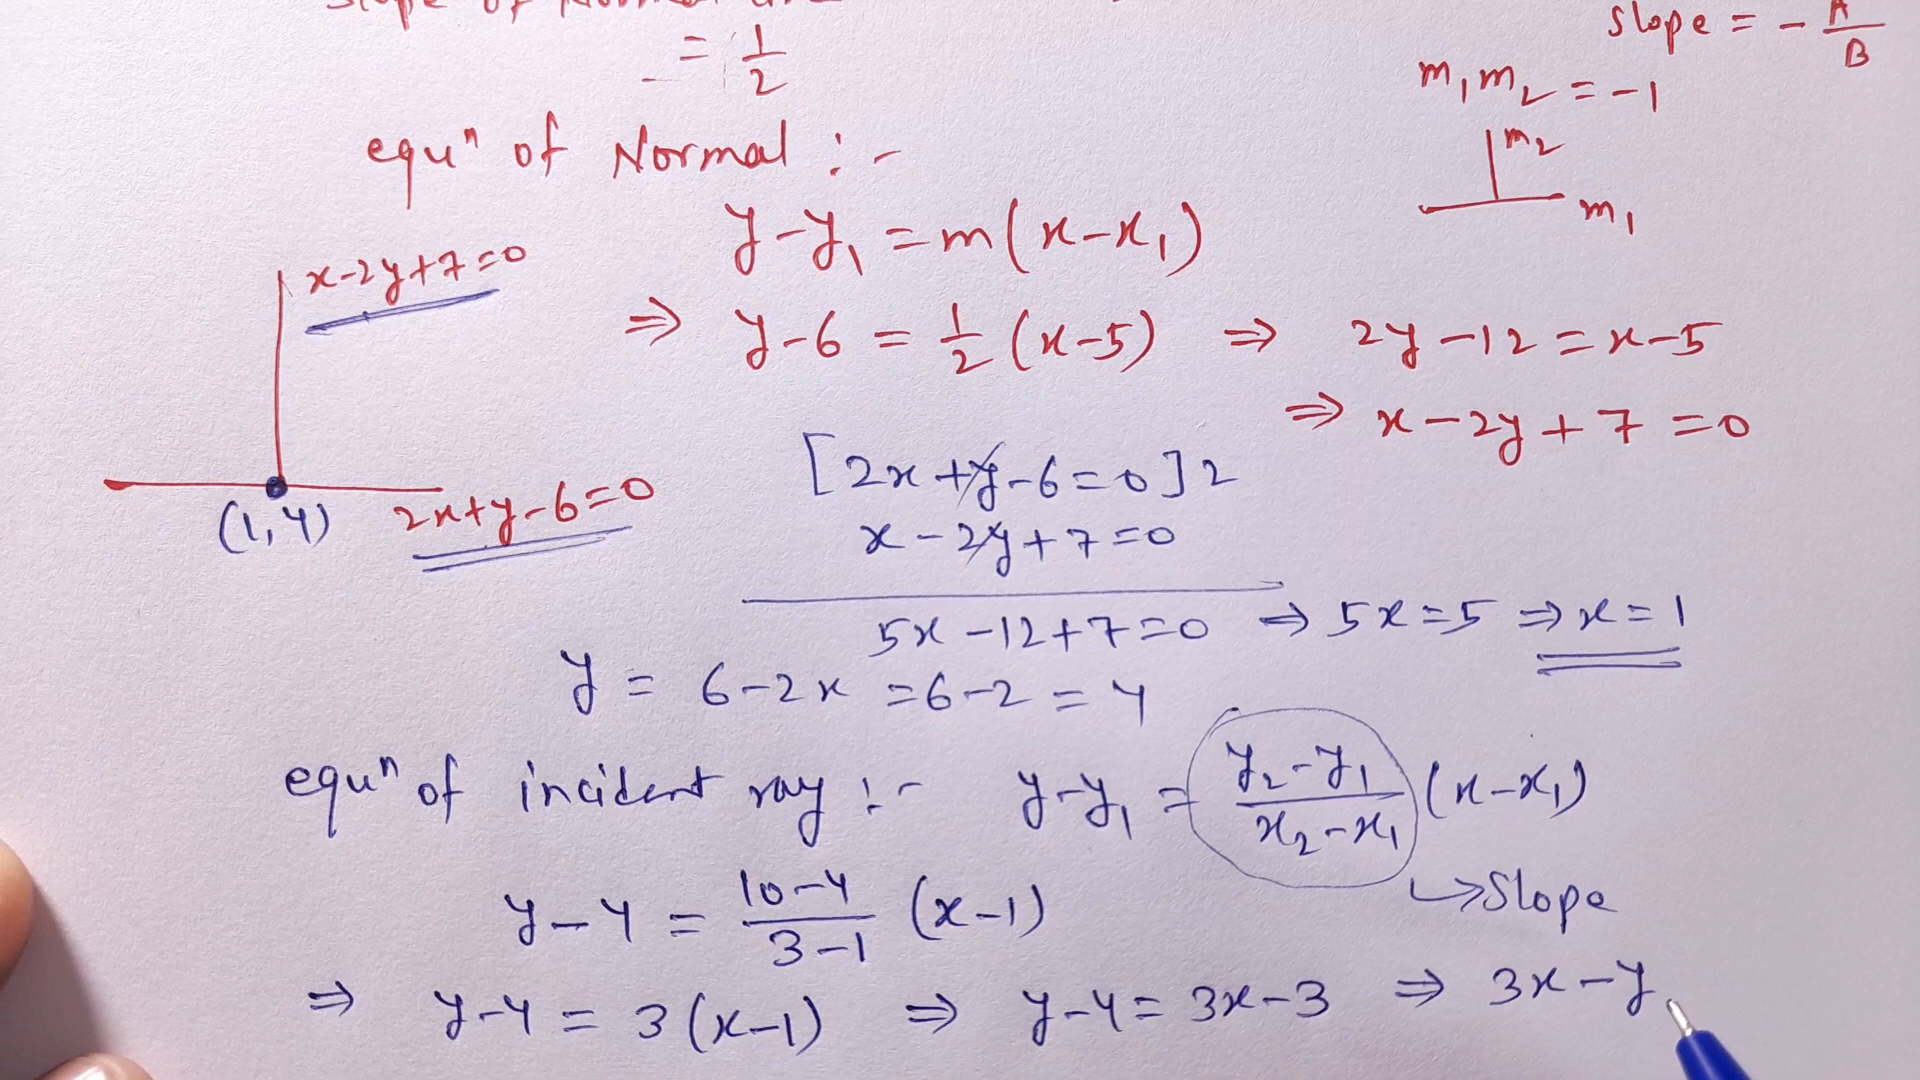 slope of Normal
= 1/2
slope = - A/B
m₁m₂ = -1
m₂
m₁
equⁿ of Normal :-
y-y₁ = m(x-x₁)
x-2y+7=0
⇒ y-6 = 1/2 (x-5) ⇒ 2y-12 = x-5
⇒ x-2y+7=0
[2x+y-6=0]2
x-2y+7=0
(1,4)
2x+y-6=0
5x-12+7=0 ⇒ 5x=5 ⇒ x=1
y = 6-2x = 6-2 = 4
equⁿ of incident ray :- y-y₁ = (y₂-y₁)/(x₂-x₁) (x-x₁)
↳ Slope
y-4 = (10-4)/(3-1) (x-1)
⇒ y-4 = 3(x-1) ⇒ y-4 = 3x-3 ⇒ 3x-y